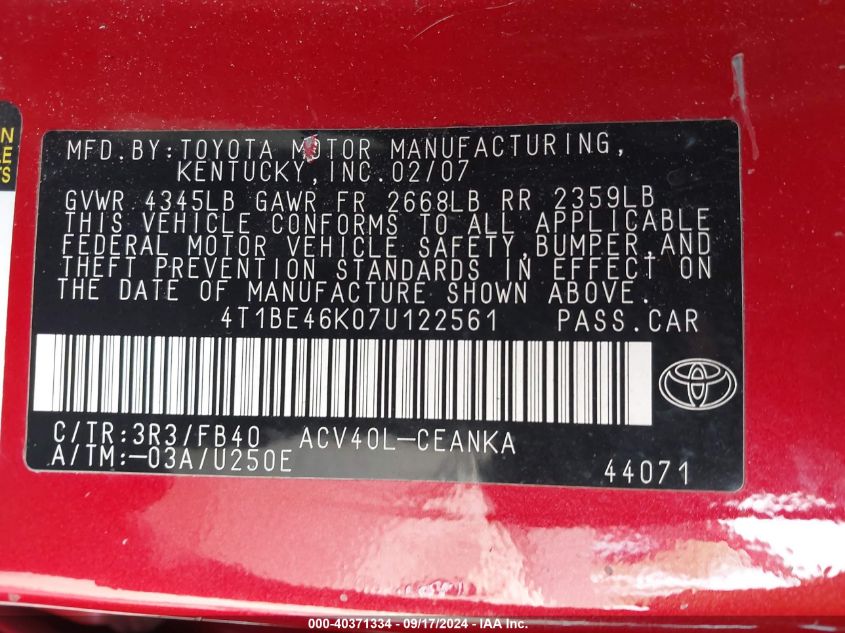 N
LE
TS
MFD.BY:TOYOTA MOTOR MANUFACTURING,
KENTUCKY,INC.02/07
GVWR 4345LB GAWR FR 2668LB RR 2359LB
THIS VEHICLE CONFORMS TO ALL APPLICABLE
FEDERAL MOTOR VEHICLE SAFETY,BUMPER,AND
THEFT PREVENTION STANDARDS IN EFFECT ON
THE DATE OF MANUFACTURE SHOWN ABOVE.
4T1BE46K07U122561 PASS.CAR
C/TR:3R3/FB40 ACV40L-CEANKA
A/TM:-03A/U250E
44071
000-40371334 - 09/17/2024 - IAA Inc.